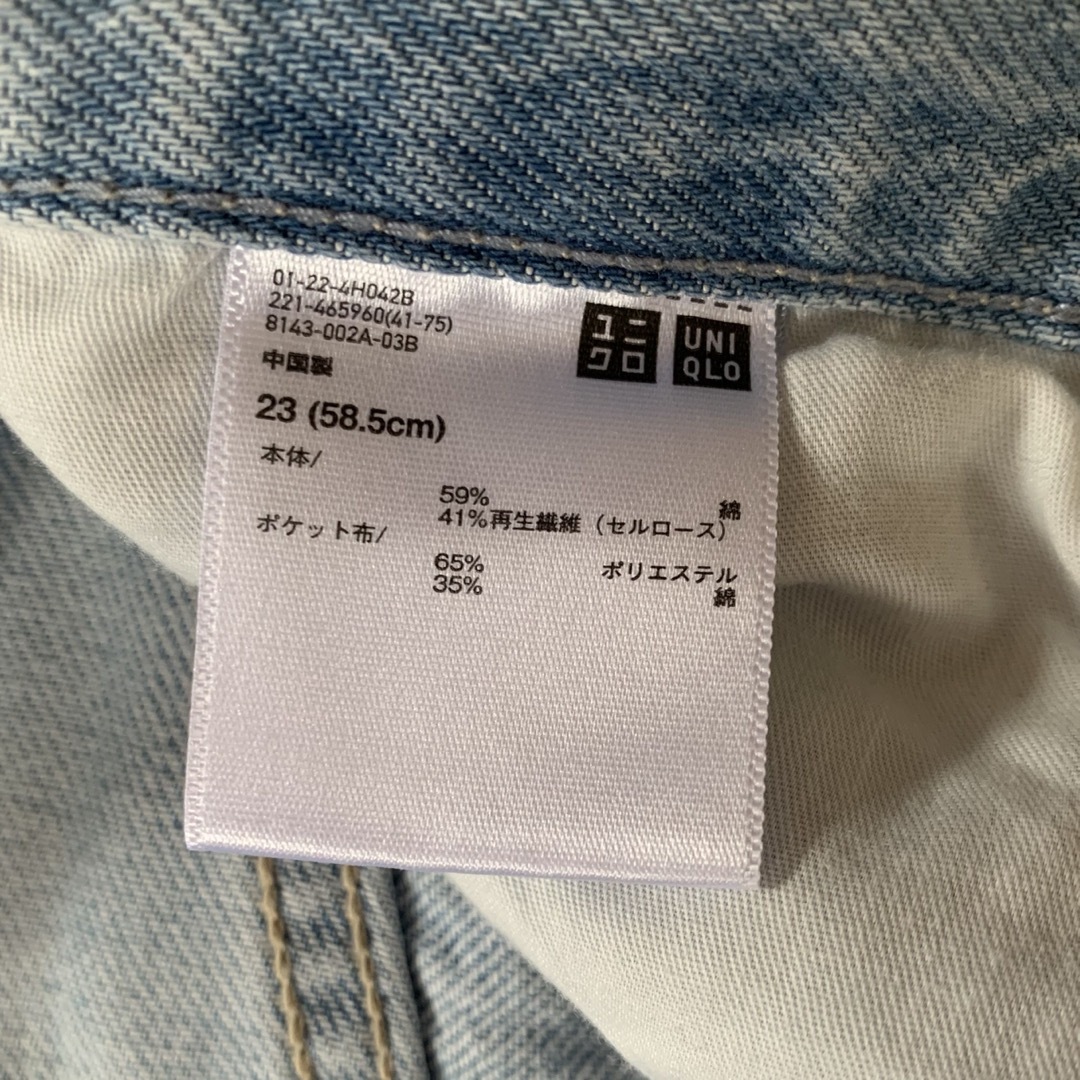 01-22-4H042B
221-465960(41-75)
8143-002A-03B
中国製
ユニクロ
UNIQLO
23 (58.5cm)
本体/
59% 綿
41%再生繊維（セルロース）
ポケット布/
65% ポリエステル
35% 綿